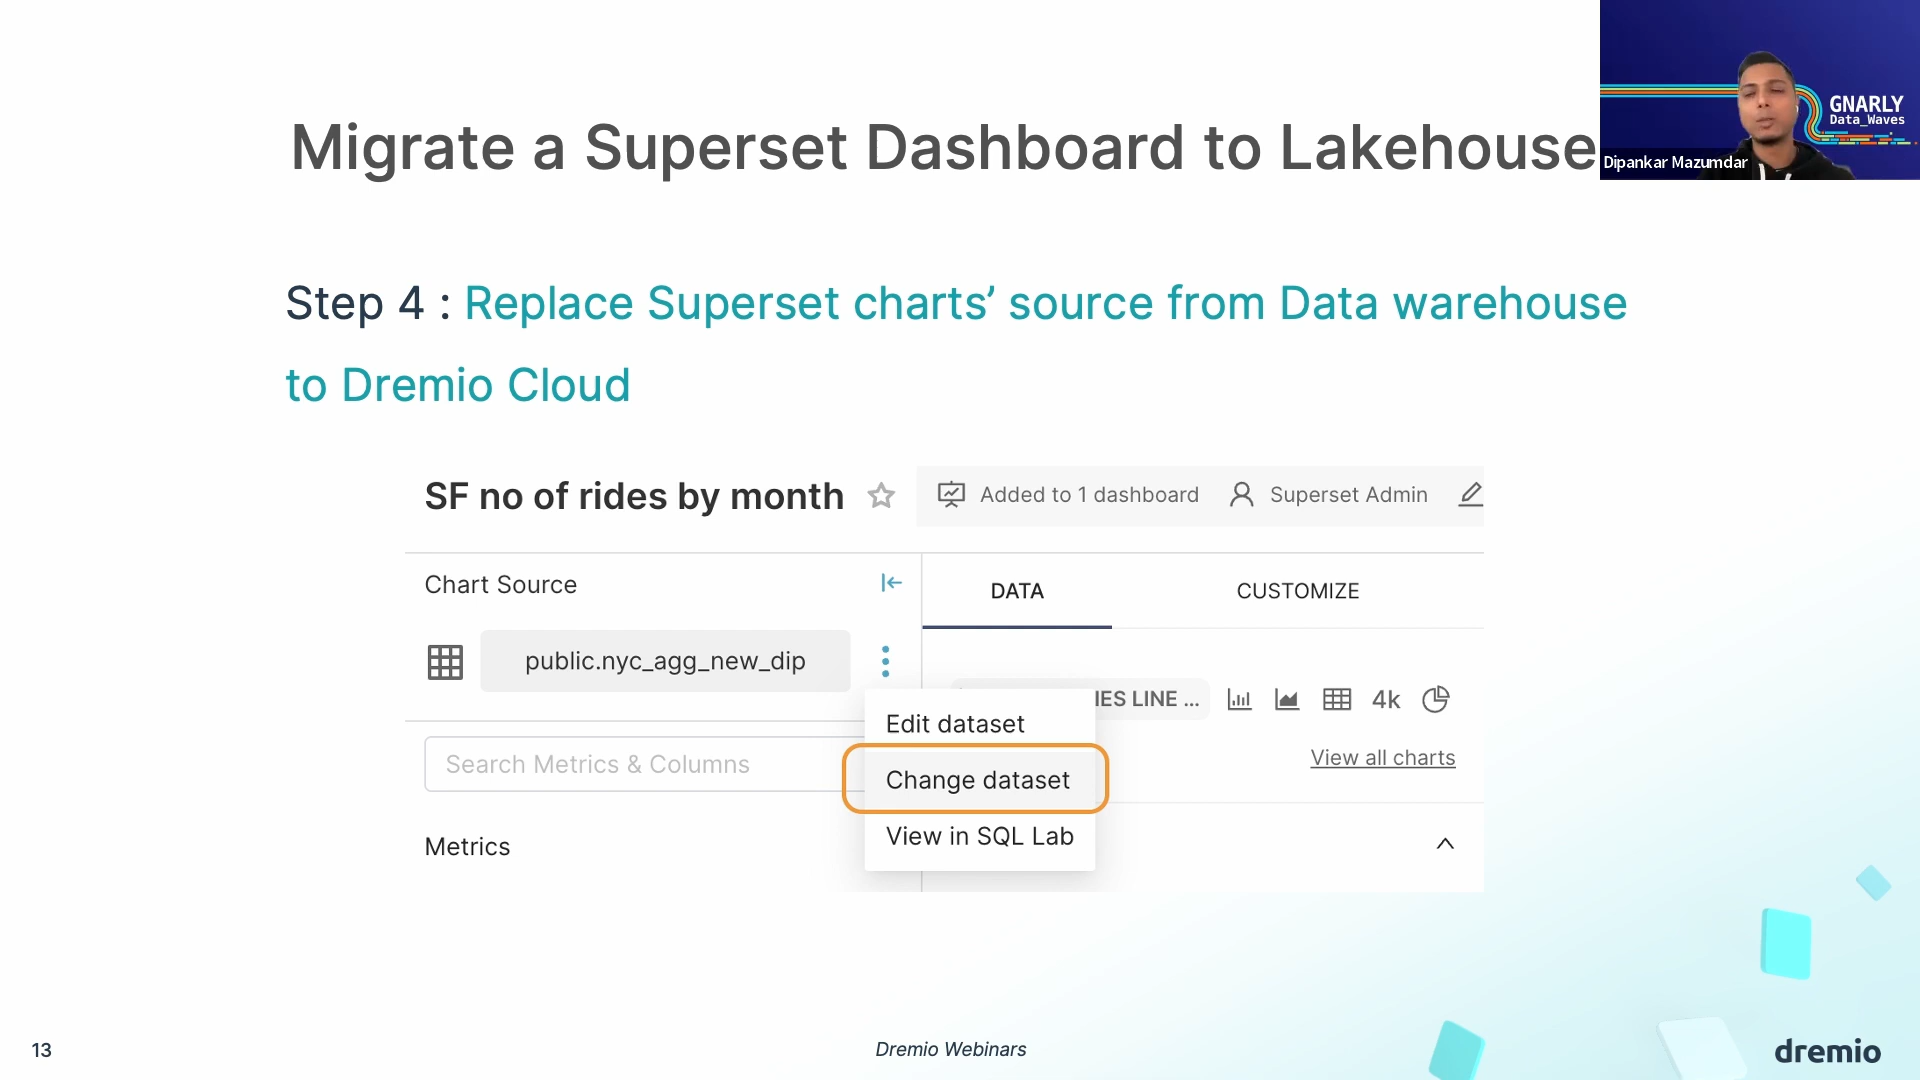 Migrate a Superset Dashboard to Lakehouse
GNARLY
Data_Waves
Dipankar Mazumdar
Step 4 : Replace Superset charts’ source from Data warehouse
to Dremio Cloud
SF no of rides by month
Added to 1 dashboard
Superset Admin
Chart Source
DATA
CUSTOMIZE
public.nyc_agg_new_dip
IES LINE ...
4k
Edit dataset
View all charts
Search Metrics & Columns
Change dataset
View in SQL Lab
Metrics
13
Dremio Webinars
dremio